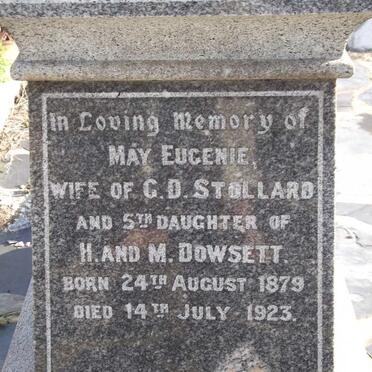 In Loving Memory of
May Eugenie,
wife of G. D. Stollard
and 5th daughter of
H. and M. Dowsett
born 24th August 1879
died 14th July 1923.